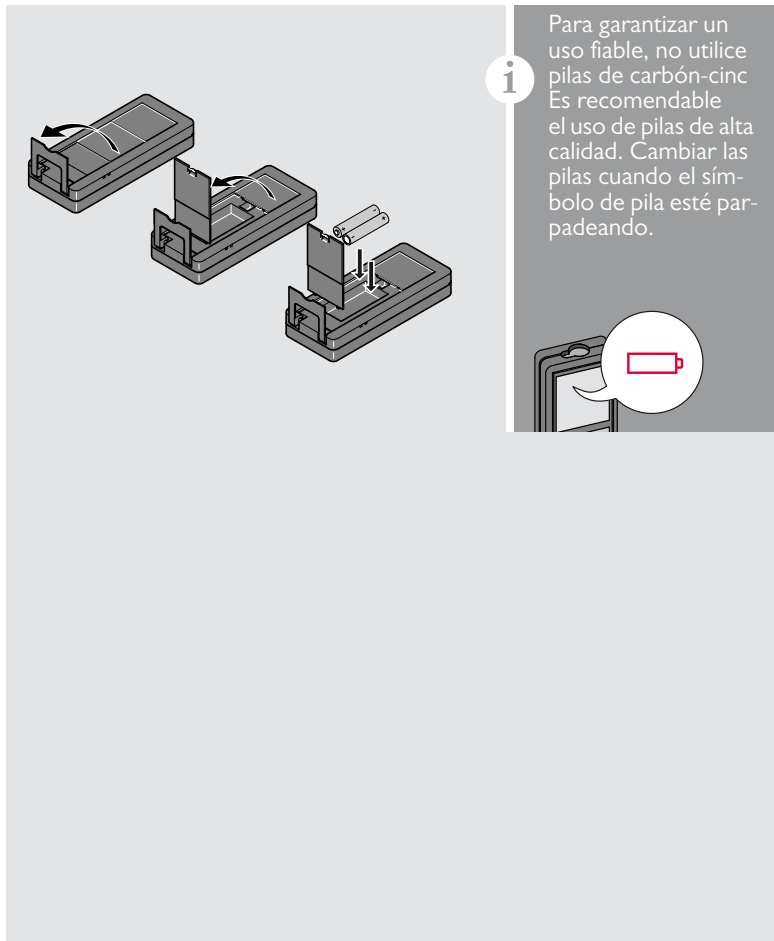 Para garantizar un
uso fiable, no utilice
pilas de carbón-cinc
Es recomendable
el uso de pilas de alta
calidad. Cambiar las
pilas cuando el sím-
bolo de pila esté par-
padeando.
i